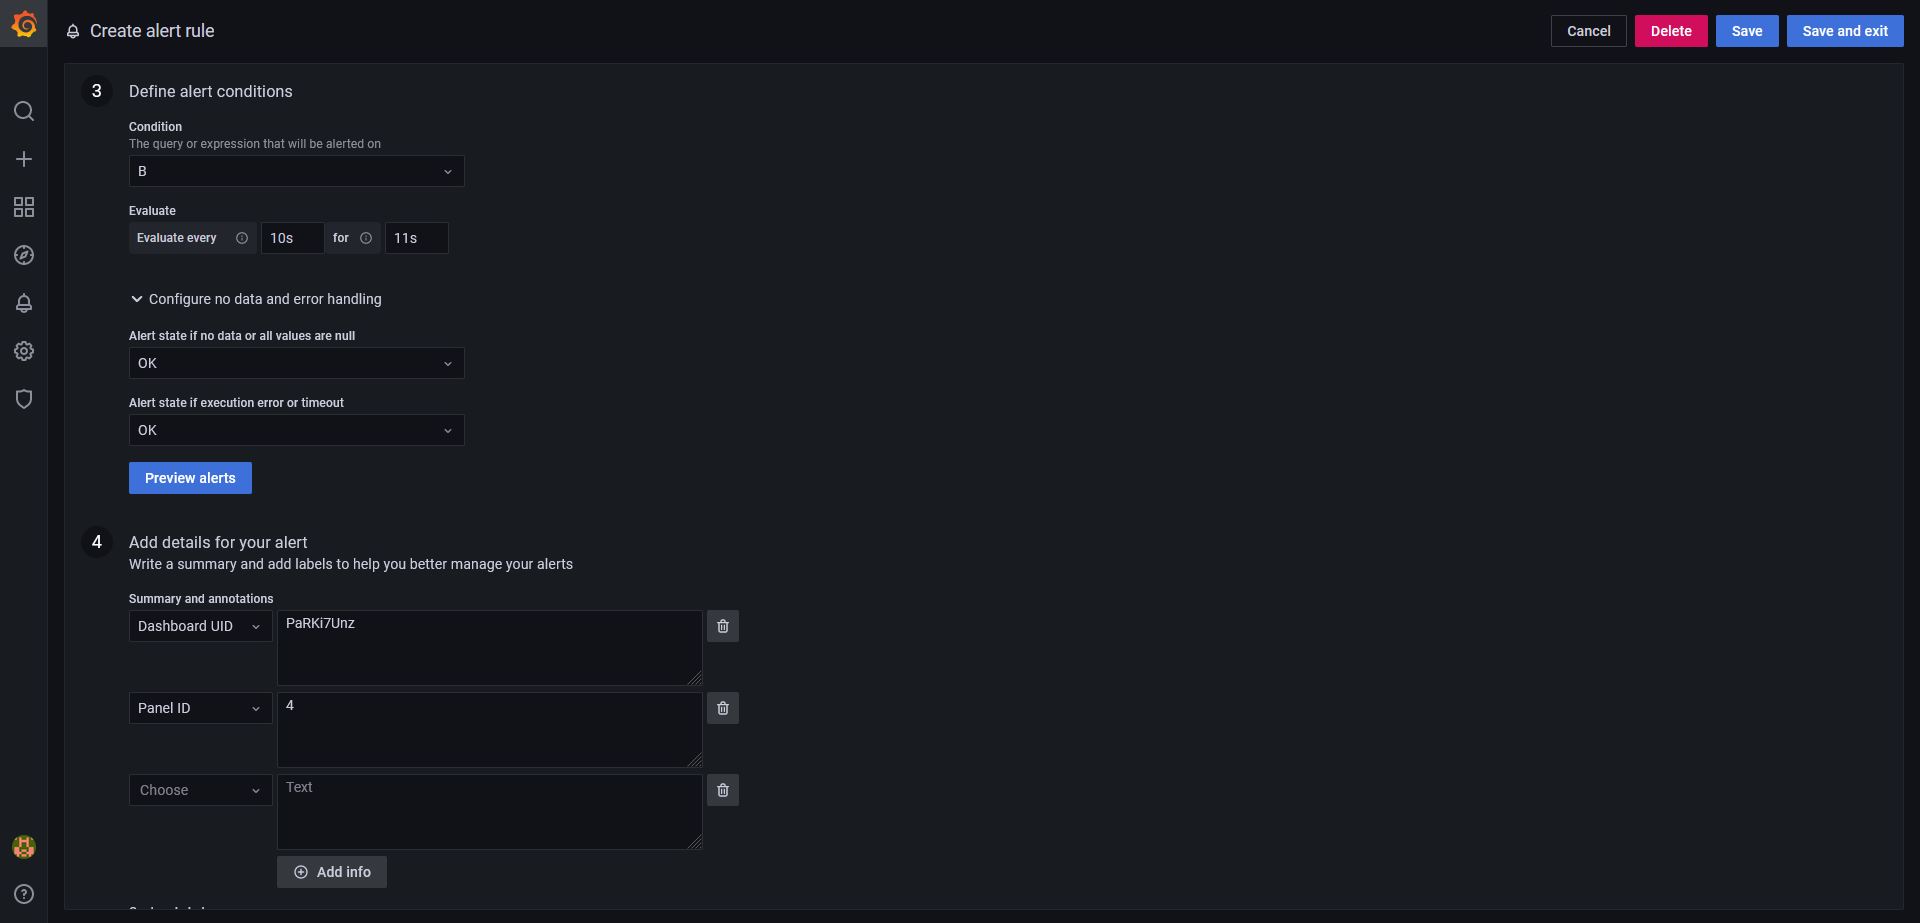 Create alert rule
Cancel
Delete
Save
Save and exit
3
Define alert conditions
Condition
The query or expression that will be alerted on
B
Evaluate
Evaluate every 10s for 11s
Configure no data and error handling
Alert state if no data or all values are null
OK
Alert state if execution error or timeout
OK
Preview alerts
4
Add details for your alert
Write a summary and add labels to help you better manage your alerts
Summary and annotations
Dashboard UID
PaRKi7Unz
Panel ID
4
Choose
Text
Add info